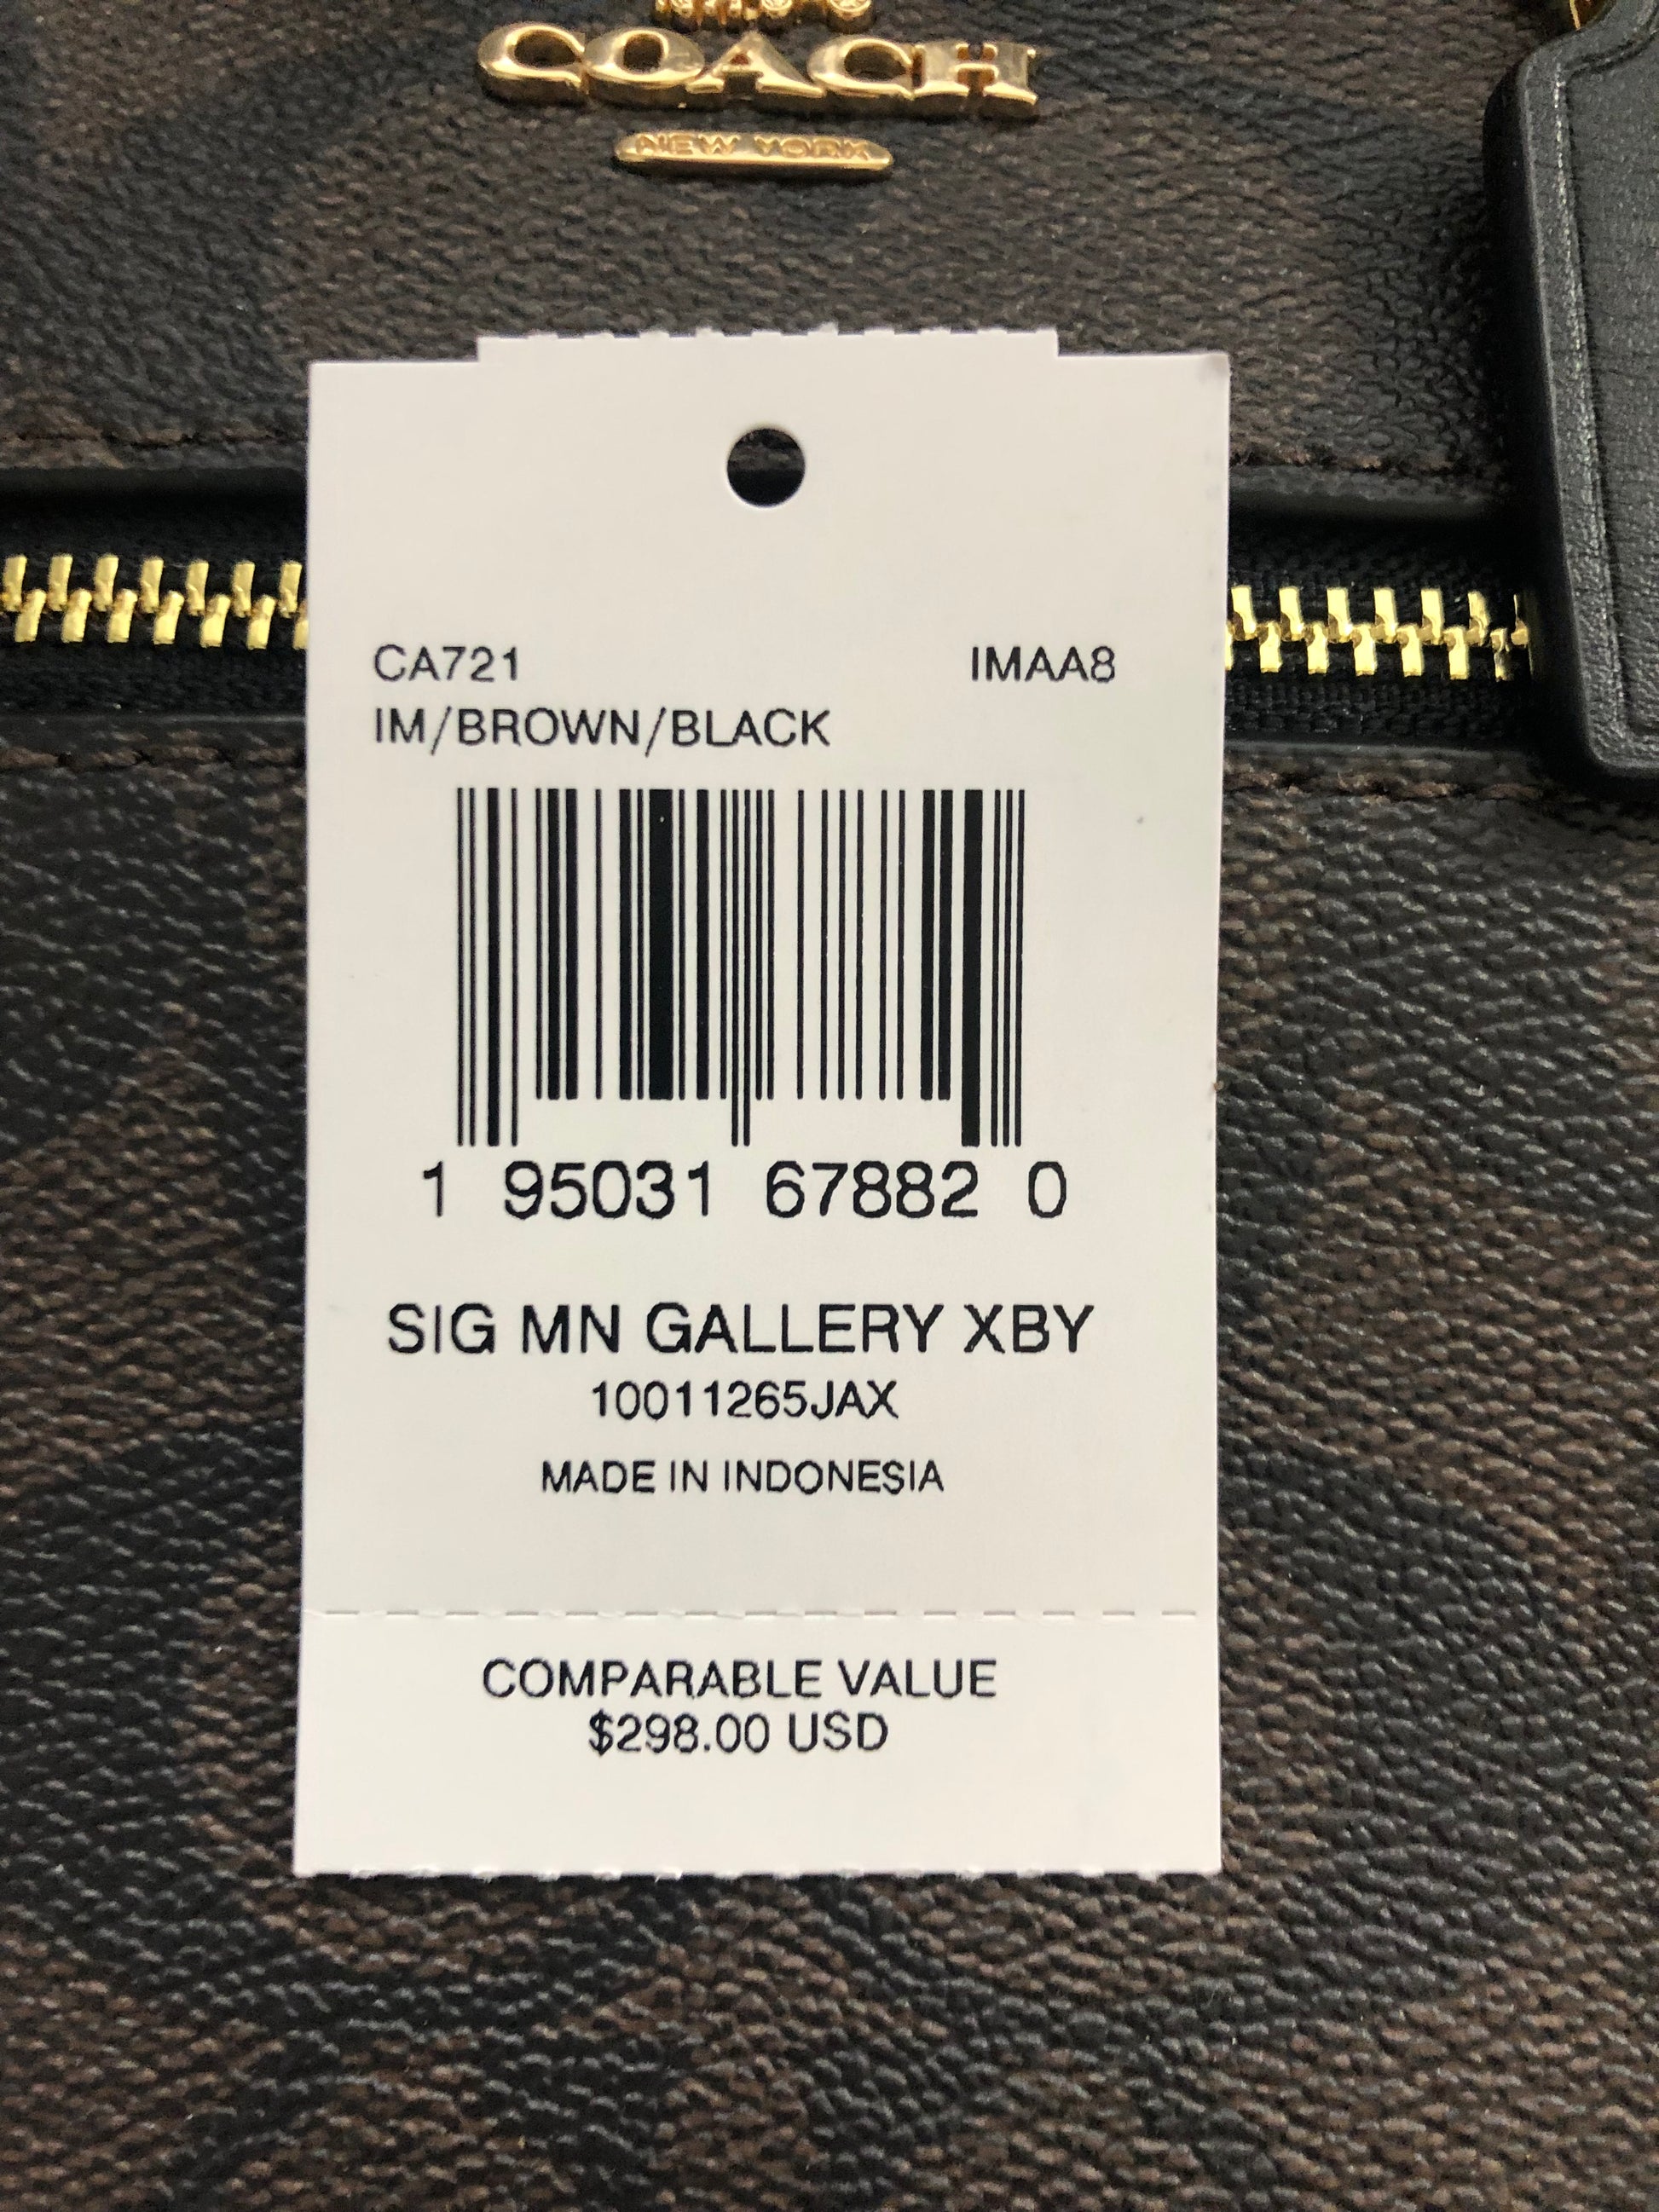 COACH
NEW YORK
CA721 IMAA8
IM/BROWN/BLACK
1 95031 67882 0
SIG MN GALLERY XBY
10011265JAX
MADE IN INDONESIA
COMPARABLE VALUE
$298.00 USD